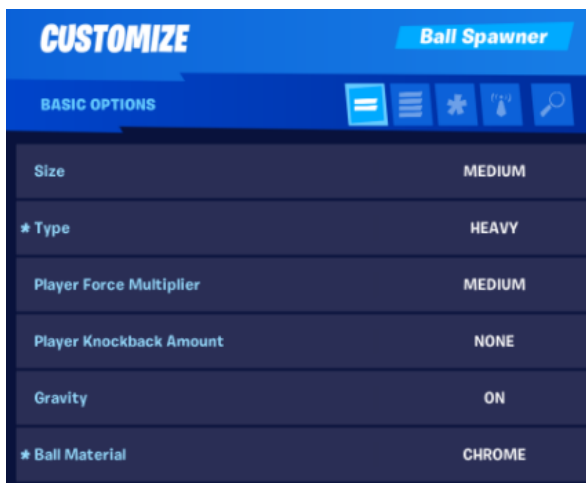 CUSTOMIZE
Ball Spawner
BASIC OPTIONS
Size MEDIUM
* Type HEAVY
Player Force Multiplier MEDIUM
Player Knockback Amount NONE
Gravity ON
* Ball Material CHROME